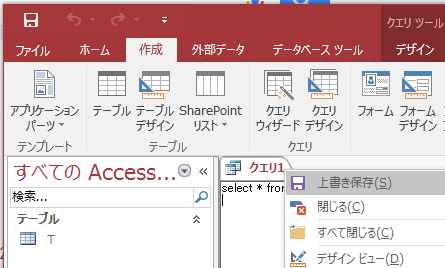 クエリ ツール
ファイル ホーム 作成 外部データ データベース ツール デザイン
アプリケーション パーツ テーブル テーブル デザイン SharePoint リスト クエリ ウィザード クエリ デザイン フォーム フォーム デザイン
テンプレート テーブル クエリ
すべての Access... クエリ1
検索... select * from
テーブル
T
上書き保存(S)
閉じる(C)
すべて閉じる(C)
デザイン ビュー(D)